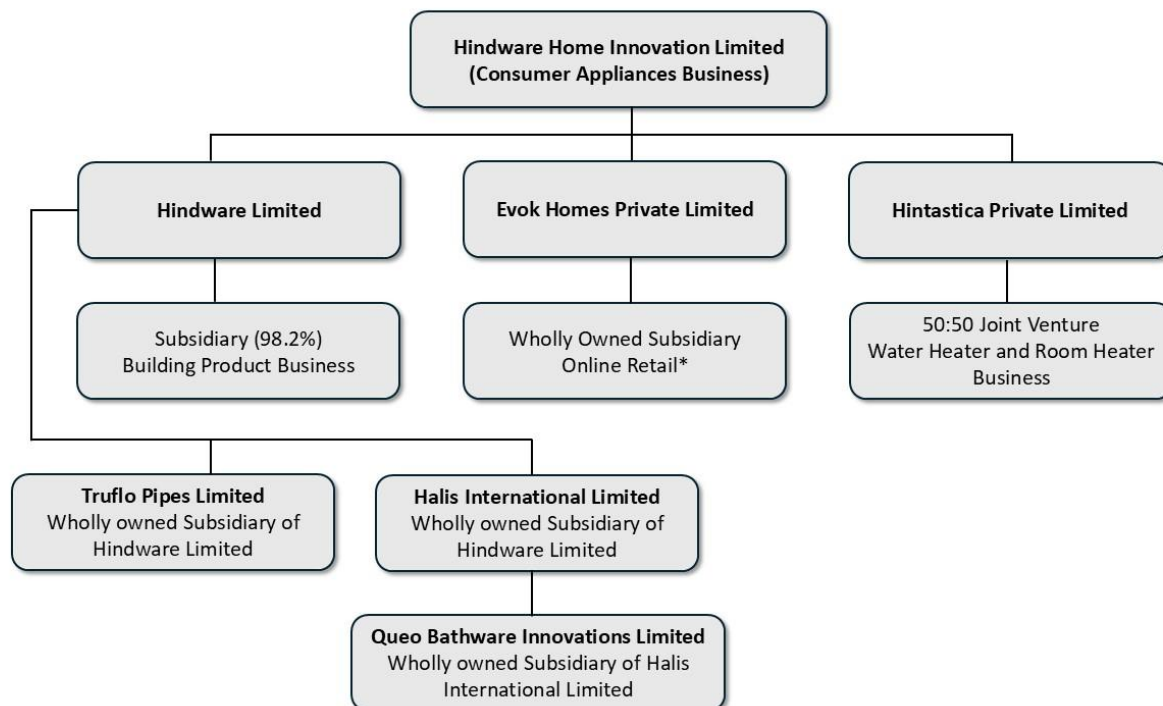 Hindware Home Innovation Limited
(Consumer Appliances Business)
Hindware Limited
Evok Homes Private Limited
Hintastica Private Limited
Subsidiary (98.2%)
Building Product Business
Wholly Owned Subsidiary
Online Retail*
50:50 Joint Venture
Water Heater and Room Heater
Business
Truflo Pipes Limited
Wholly owned Subsidiary of
Hindware Limited
Halis International Limited
Wholly owned Subsidiary of
Hindware Limited
Queo Bathware Innovations Limited
Wholly owned Subsidiary of Halis
International Limited